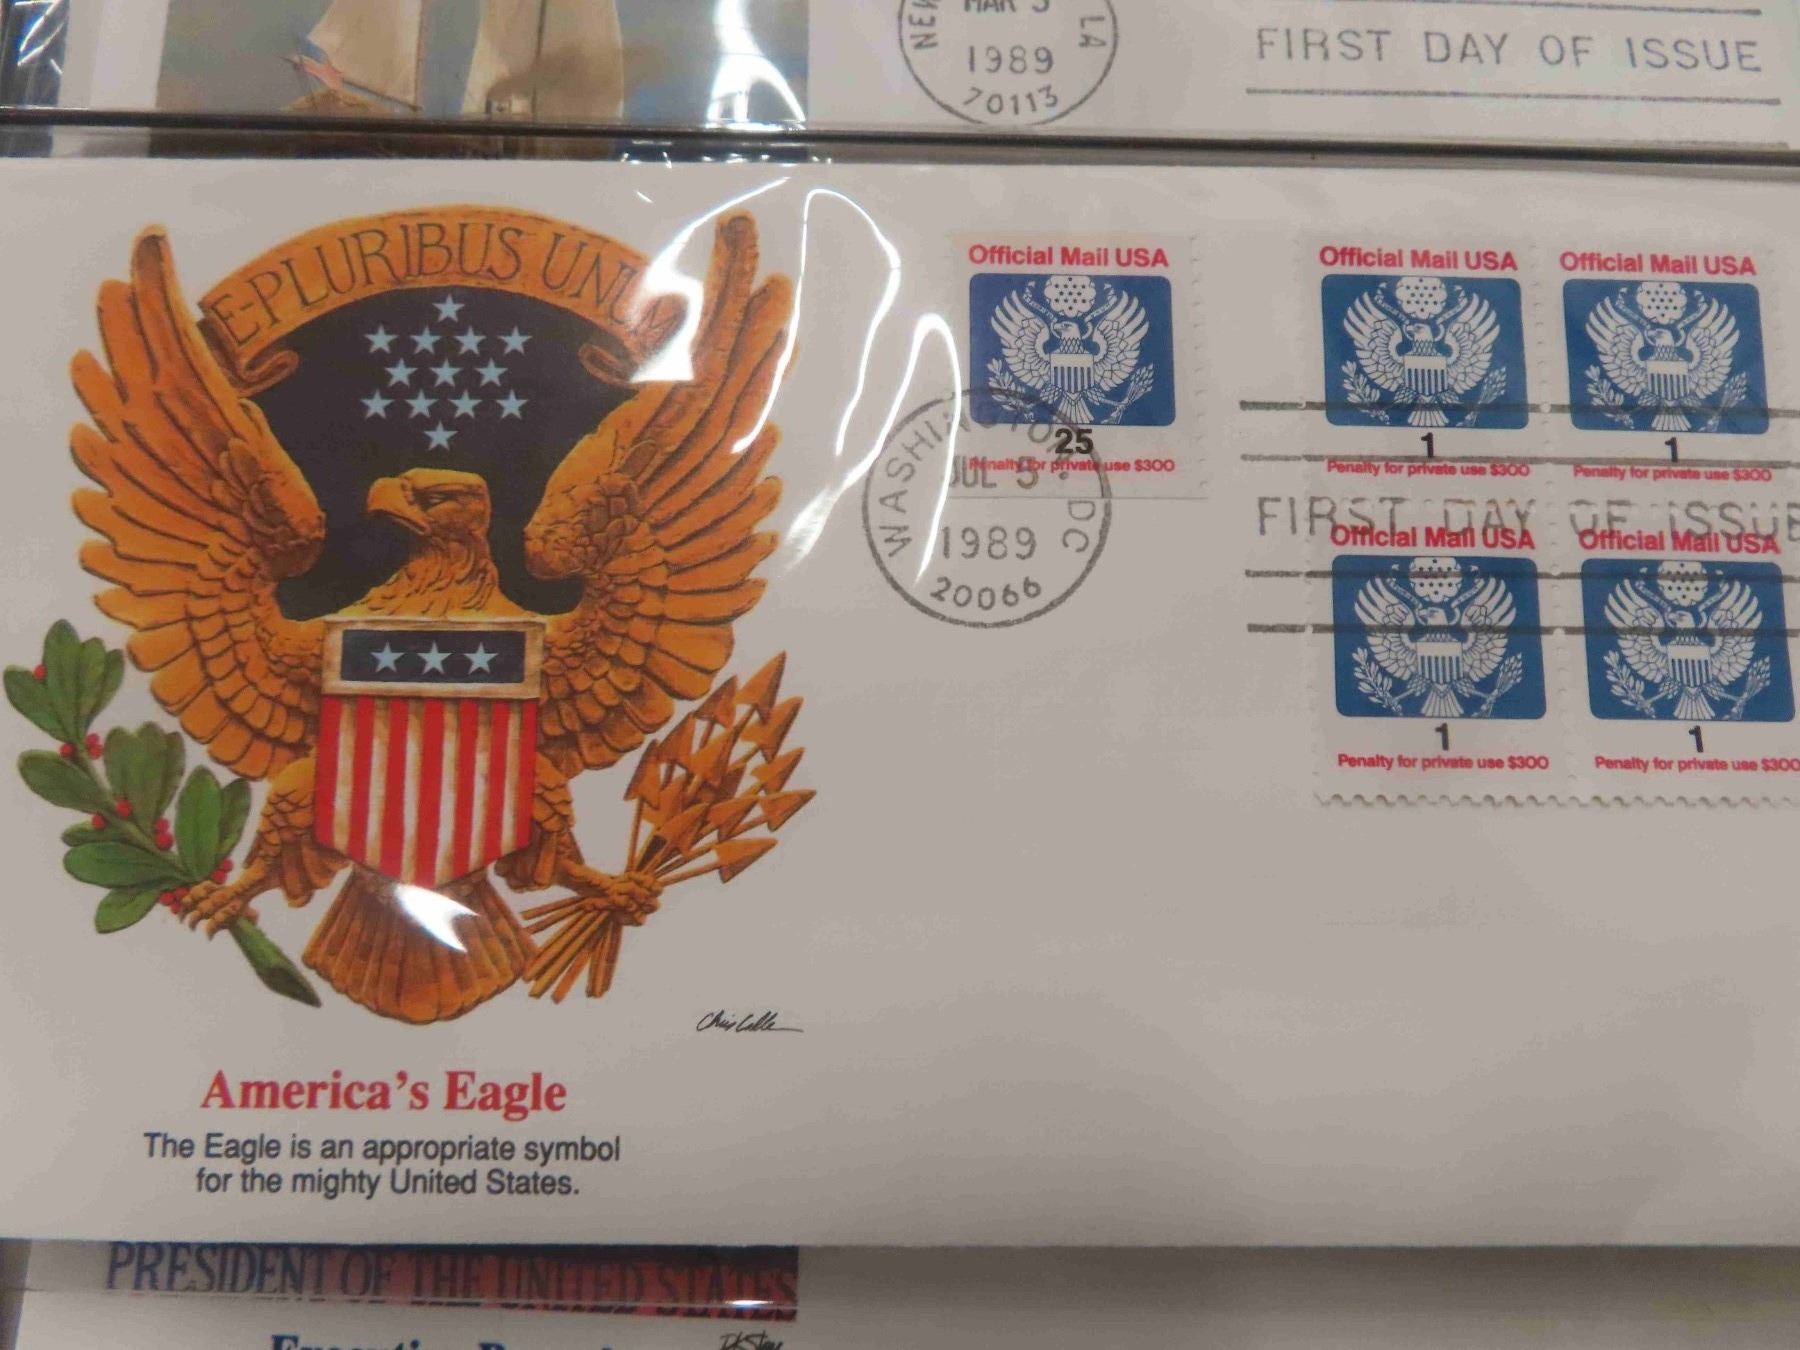 MAR 3
LA
1989
70113
FIRST DAY OF ISSUE
E·PLURIBUS UNUM
Official Mail USA
25
Penalty for private use $300
Official Mail USA
1
Penalty for private use $300
Official Mail USA
1
Penalty for private use $300
WASHINGTON, DC
JUL 5
1989
20066
FIRST DAY OF ISSUE
Official Mail USA
1
Penalty for private use $300
Official Mail USA
1
Penalty for private use $300
America's Eagle
The Eagle is an appropriate symbol
for the mighty United States.
PRESIDENT OF THE UNITED STATES